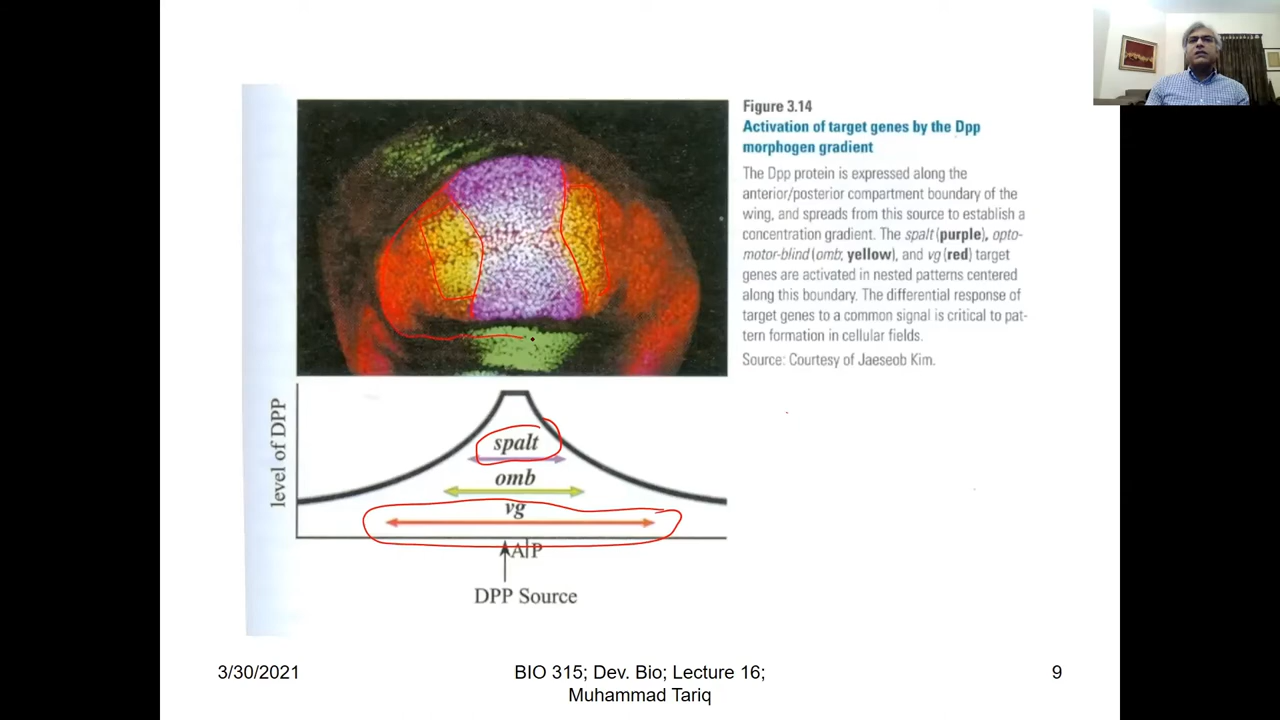 Figure 3.14
Activation of target genes by the Dpp
morphogen gradient
The Dpp protein is expressed along the
anterior/posterior compartment boundary of the
wing, and spreads from this source to establish a
concentration gradient. The spalt (purple), opto-
motor-blind (omb; yellow), and vg (red) target
genes are activated in nested patterns centered
along this boundary. The differential response of
target genes to a common signal is critical to pat-
tern formation in cellular fields.
Source: Courtesy of Jaeseob Kim.
level of DPP
spalt
omb
vg
A|P
DPP Source
3/30/2021
BIO 315; Dev. Bio; Lecture 16;
Muhammad Tariq
9